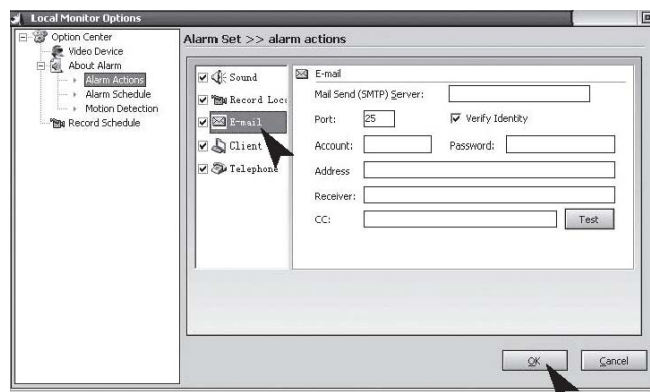 Local Monitor Options
Option Center
Video Device
About Alarm
Alarm Actions
Alarm Schedule
Motion Detection
Record Schedule
Alarm Set >> alarm actions
Sound
Record Loc
E-mail
Client
Telephone
E-mail
Mail Send (SMTP) Server:
Port: 25 Verify Identity
Account: Password:
Address
Receiver:
CC: Test
OK Cancel